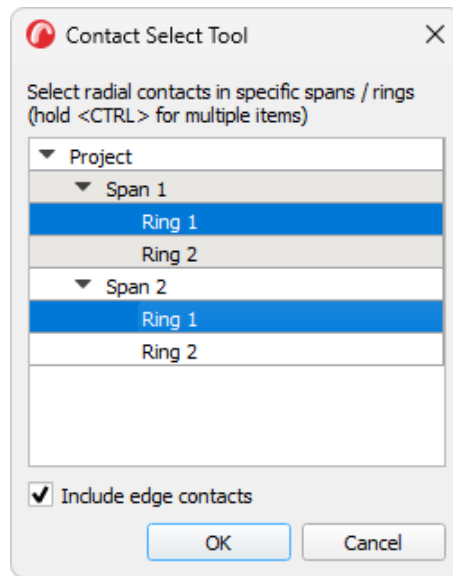 Contact Select Tool
Select radial contacts in specific spans / rings
(hold <CTRL> for multiple items)
Project
Span 1
Ring 1
Ring 2
Span 2
Ring 1
Ring 2
Include edge contacts
OK Cancel